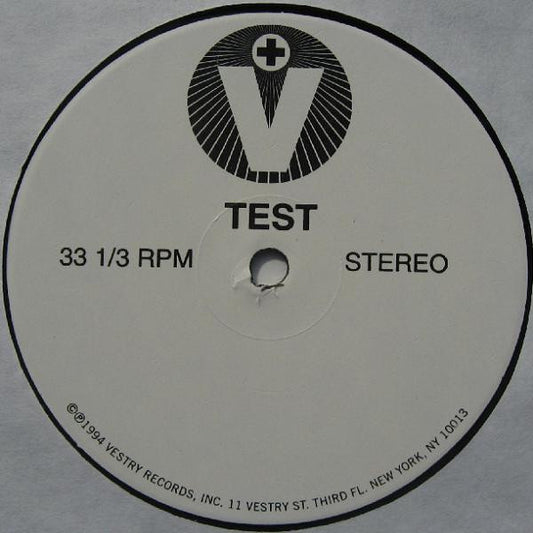 V
TEST
33 1/3 RPM
STEREO
©℗1994 VESTRY RECORDS, INC. 11 VESTRY ST. THIRD FL. NEW YORK, NY 10013